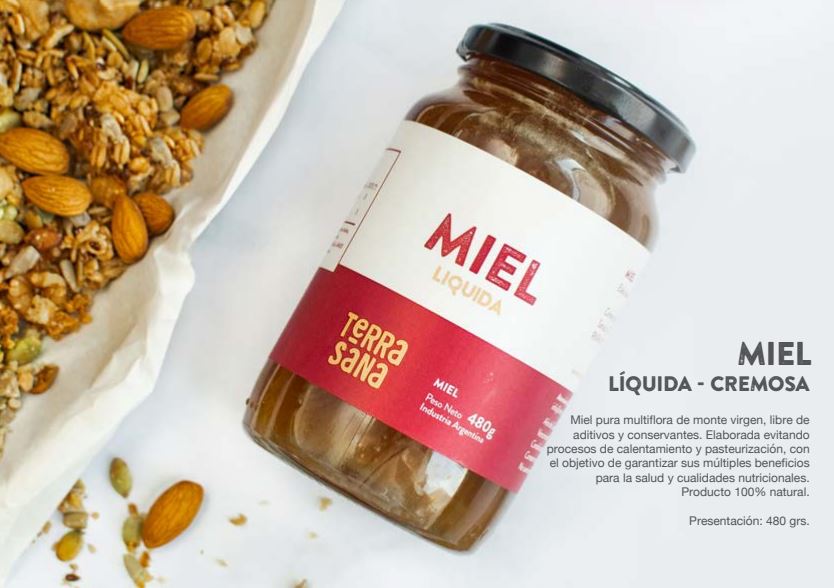 MIEL
LIQUIDA
TERRA
SANA
MIEL
Peso Neto 480g
Industria Argentina
MIEL
LÍQUIDA - CREMOSA
Miel pura multiflora de monte virgen, libre de
aditivos y conservantes. Elaborada evitando
procesos de calentamiento y pasteurización, con
el objetivo de garantizar sus múltiples beneficios
para la salud y cualidades nutricionales.
Producto 100% natural.
Presentación: 480 grs.